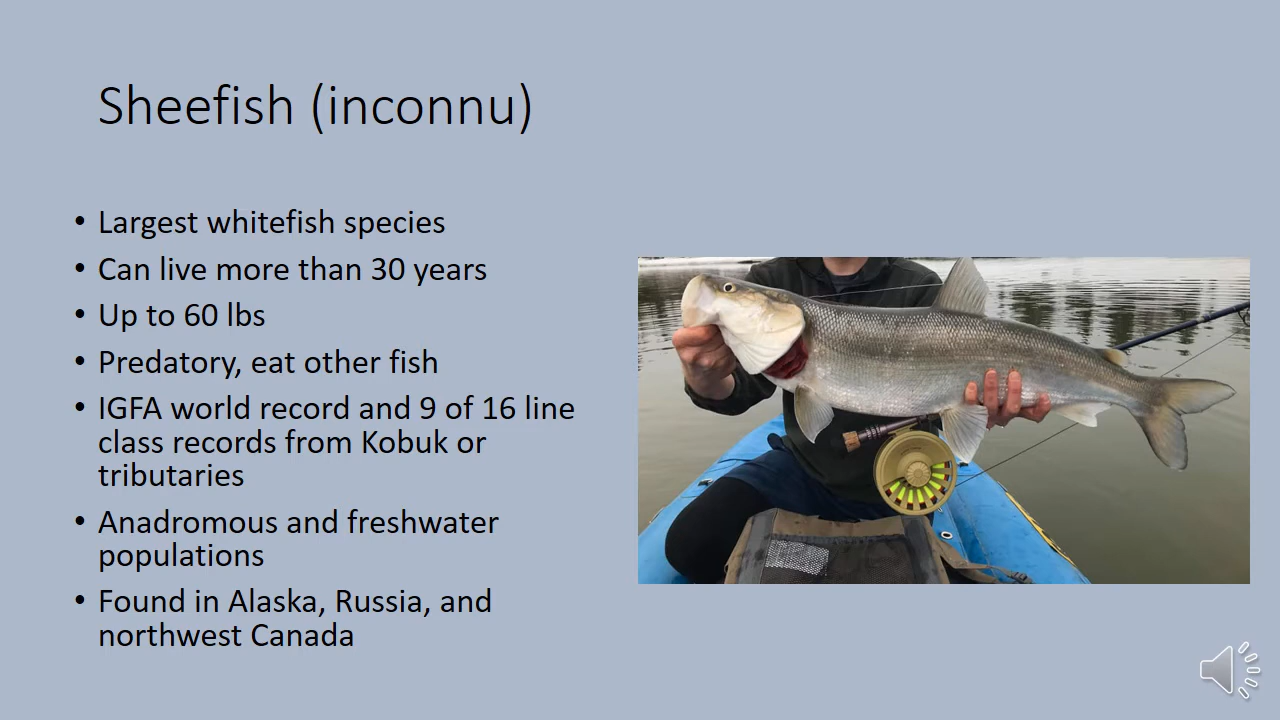 Sheefish (inconnu)
• Largest whitefish species
• Can live more than 30 years
• Up to 60 lbs
• Predatory, eat other fish
• IGFA world record and 9 of 16 line
class records from Kobuk or
tributaries
• Anadromous and freshwater
populations
• Found in Alaska, Russia, and
northwest Canada